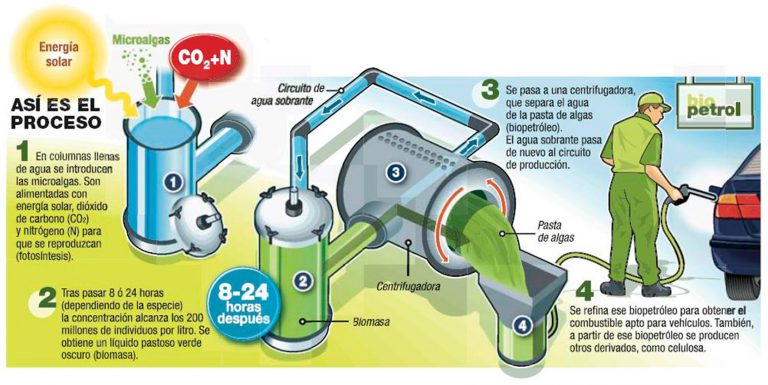 Energía
solar
Microalgas
CO2+N
ASÍ ES EL
PROCESO
1 En columnas llenas
de agua se introducen
las microalgas. Son
alimentadas con
energía solar, dióxido
de carbono (CO2)
y nitrógeno (N) para
que se reproduzcan
(fotosíntesis).
1
2 Tras pasar 8 ó 24 horas
(dependiendo de la especie)
la concentración alcanza los 200
millones de individuos por litro. Se
obtiene un líquido pastoso verde
oscuro (biomasa).
8-24
horas
después
2
Biomasa
Circuito de
agua sobrante
3
Centrifugadora
3 Se pasa a una centrifugadora,
que separa el agua
de la pasta de algas
(biopetróleo).
El agua sobrante pasa
de nuevo al circuito
de producción.
Pasta
de algas
4
bio
petrol
4
Se refina ese biopetróleo para obtener el
combustible apto para vehículos. También,
a partir de ese biopetróleo se producen
otros derivados, como celulosa.